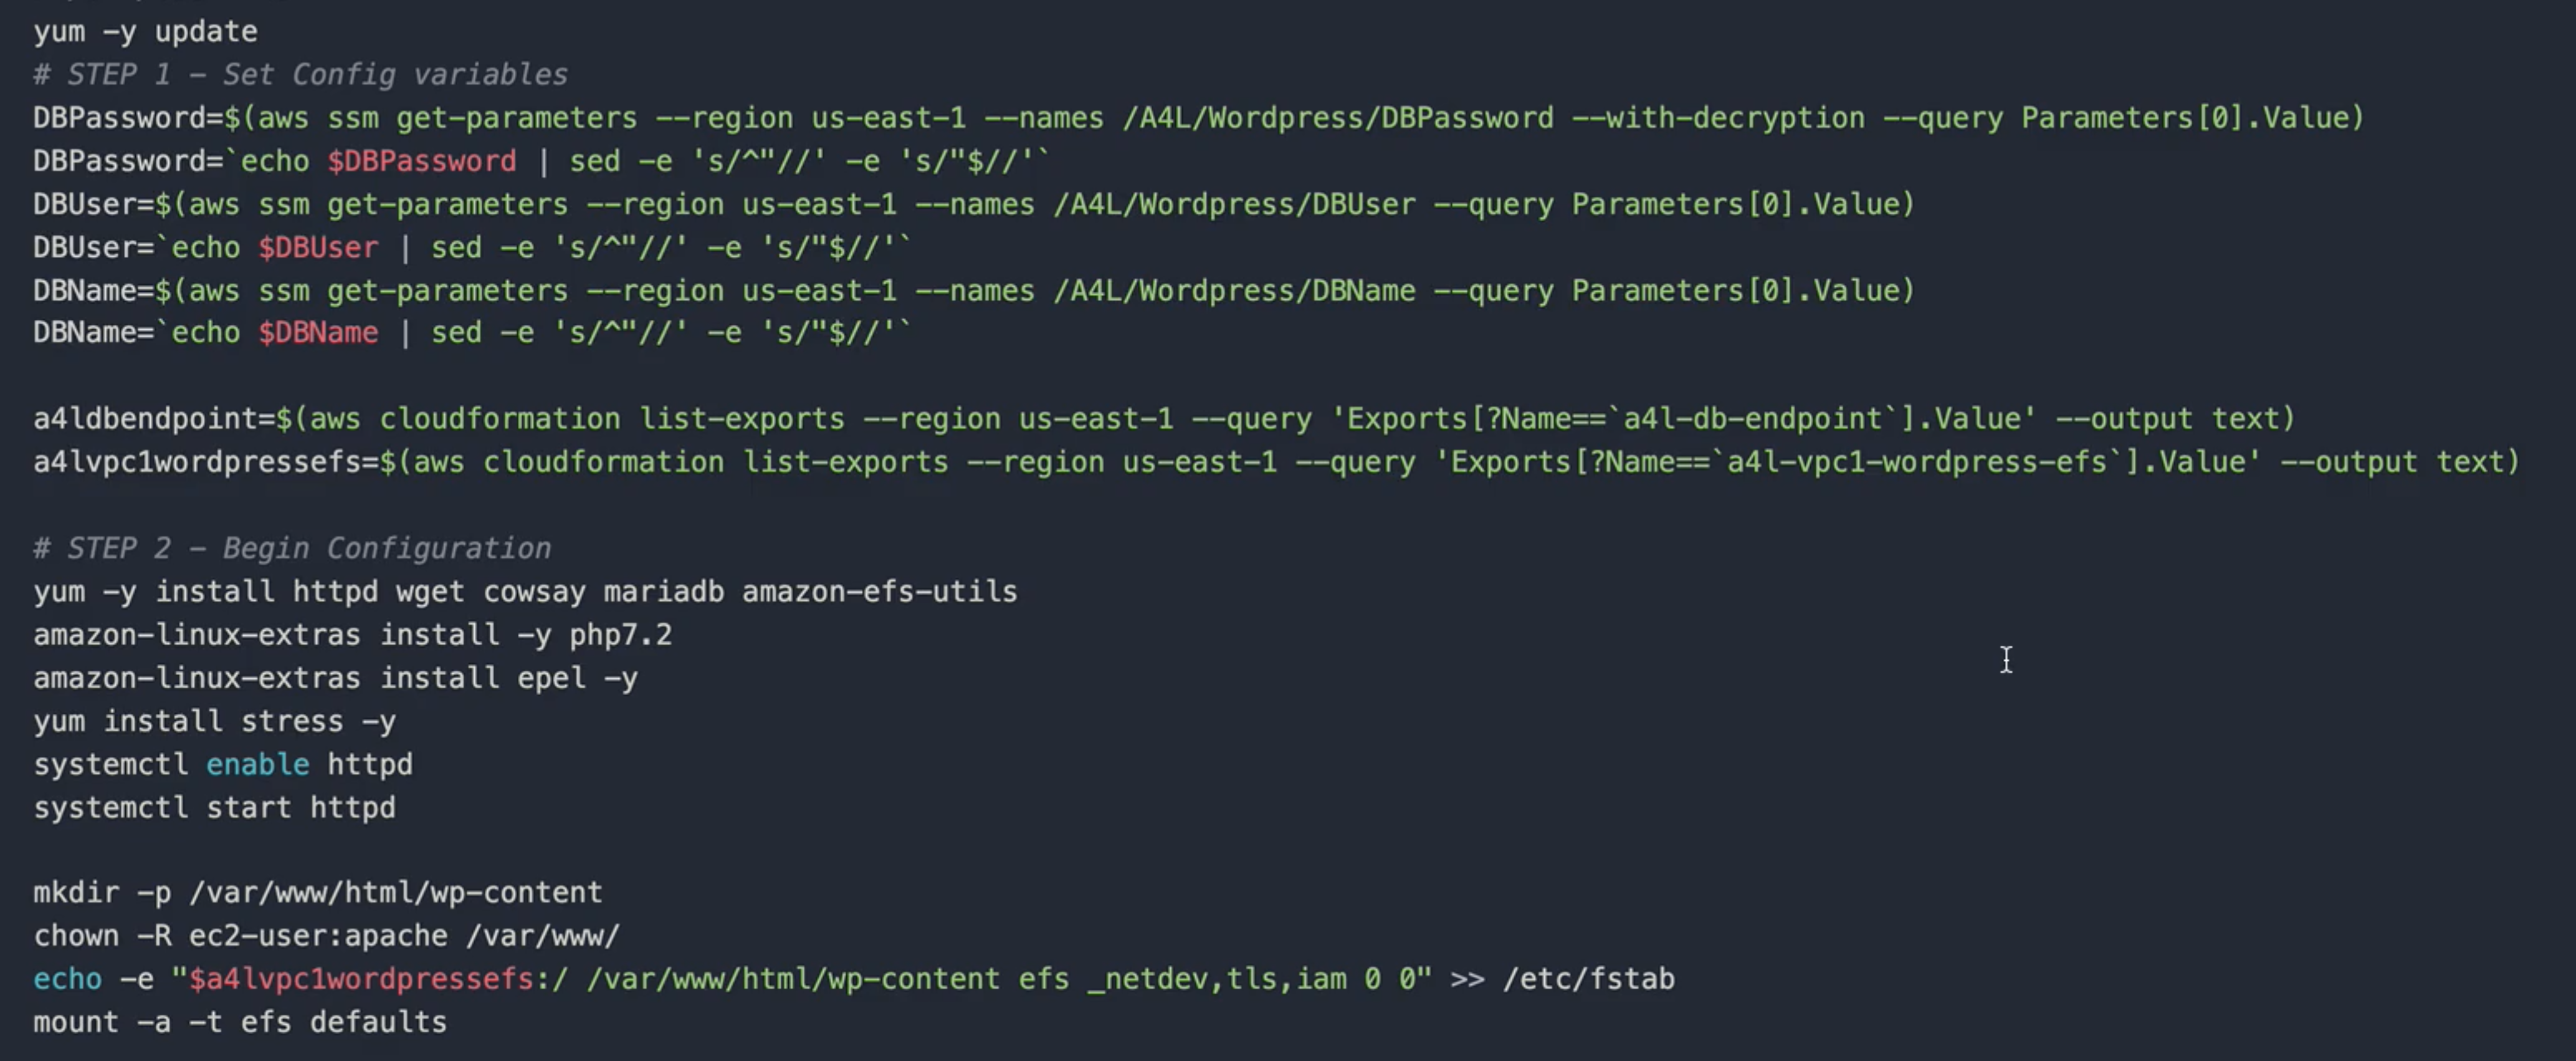 yum -y update
# STEP 1 - Set Config variables
DBPassword=$(aws ssm get-parameters --region us-east-1 --names /A4L/Wordpress/DBPassword --with-decryption --query Parameters[0].Value)
DBPassword=`echo $DBPassword | sed -e 's/^"//' -e 's/"$//'`
DBUser=$(aws ssm get-parameters --region us-east-1 --names /A4L/Wordpress/DBUser --query Parameters[0].Value)
DBUser=`echo $DBUser | sed -e 's/^"//' -e 's/"$//'`
DBName=$(aws ssm get-parameters --region us-east-1 --names /A4L/Wordpress/DBName --query Parameters[0].Value)
DBName=`echo $DBName | sed -e 's/^"//' -e 's/"$//'`
a4ldbendpoint=$(aws cloudformation list-exports --region us-east-1 --query 'Exports[?Name==`a4l-db-endpoint`].Value' --output text)
a4lvpc1wordpressefs=$(aws cloudformation list-exports --region us-east-1 --query 'Exports[?Name==`a4l-vpc1-wordpress-efs`].Value' --output text)
# STEP 2 - Begin Configuration
yum -y install httpd wget cowsay mariadb amazon-efs-utils
amazon-linux-extras install -y php7.2
amazon-linux-extras install epel -y
yum install stress -y
systemctl enable httpd
systemctl start httpd
mkdir -p /var/www/html/wp-content
chown -R ec2-user:apache /var/www/
echo -e "$a4lvpc1wordpressefs:/ /var/www/html/wp-content efs _netdev,tls,iam 0 0" >> /etc/fstab
mount -a -t efs defaults